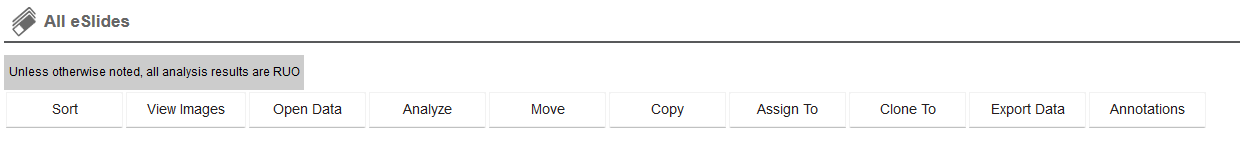 All eSlides
Unless otherwise noted, all analysis results are RUO
Sort View Images Open Data Analyze Move Copy Assign To Clone To Export Data Annotations